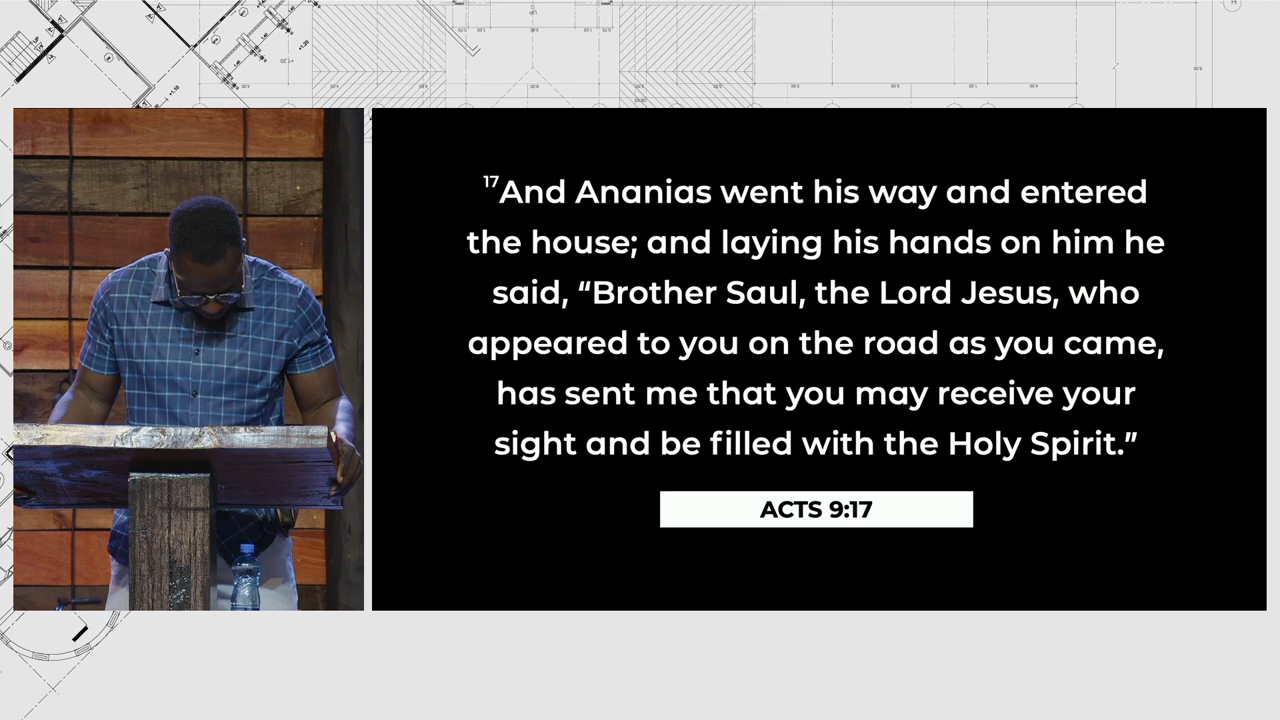 ¹⁷And Ananias went his way and entered
the house; and laying his hands on him he
said, “Brother Saul, the Lord Jesus, who
appeared to you on the road as you came,
has sent me that you may receive your
sight and be filled with the Holy Spirit.”
ACTS 9:17